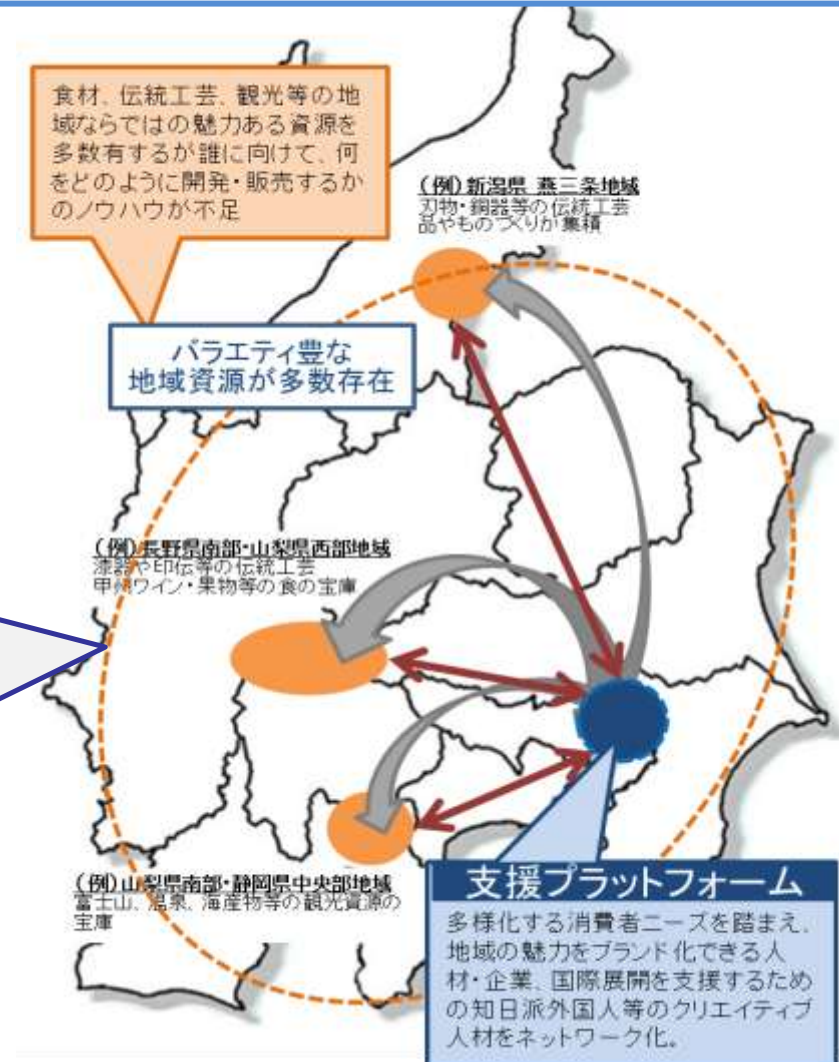 食材、伝統工芸、観光等の地
域ならではの魅力ある資源を
多数有するが誰に向けて、何
をどのように開発・販売するか
のノウハウが不足
(例)新潟県 燕三条地域
刃物・銅器等の伝統工芸
品やものづくりが集積
バラエティ豊な
地域資源が多数存在
(例)長野県南部・山梨県西部地域
漆器や印伝等の伝統工芸
甲州ワイン・果物等の食の宝庫
(例)山梨県南部・静岡県中央部地域
富士山、温泉、海産物等の観光資源の
宝庫
支援プラットフォーム
多様化する消費者ニーズを踏まえ、
地域の魅力をブランド化できる人
材・企業、国際展開を支援するため
の知日派外国人等のクリエイティブ
人材をネットワーク化。